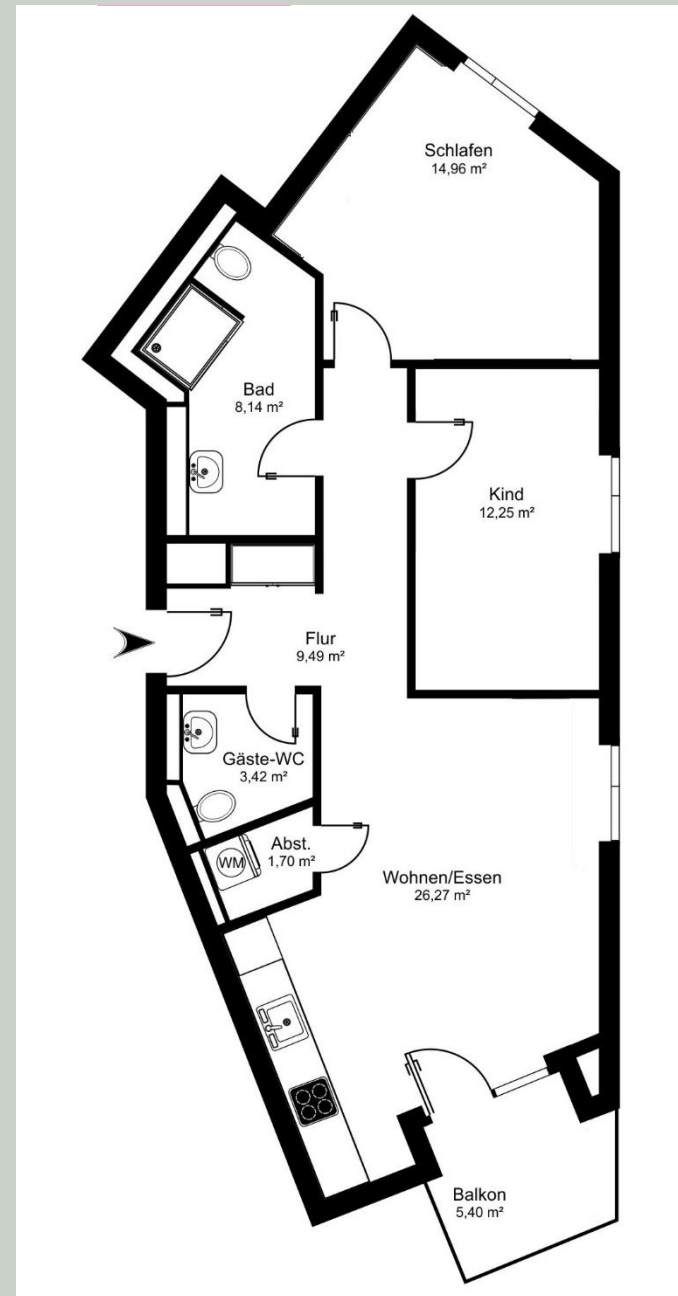 Schlafen
14,96 m²
Bad
8,14 m²
Kind
12,25 m²
Flur
9,49 m²
Gäste-WC
3,42 m²
Abst.
1,70 m²
WM
Wohnen/Essen
26,27 m²
Balkon
5,40 m²